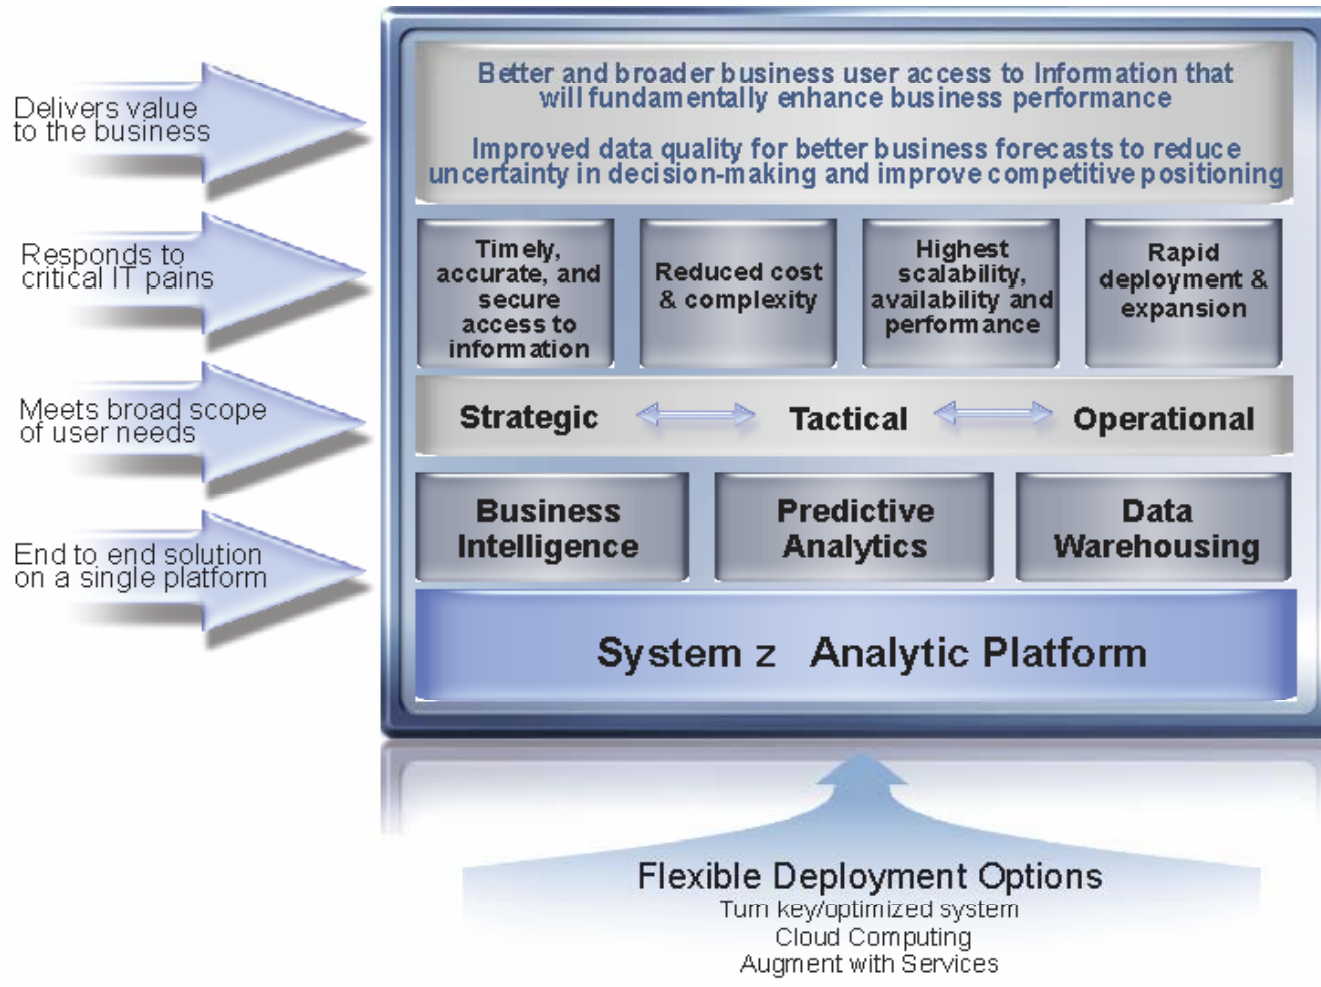 Better and broader business user access to Information that
will fundamentally enhance business performance
Improved data quality for better business forecasts to reduce
uncertainty in decision-making and improve competitive positioning
Delivers value
to the business
Responds to
critical IT pains
Timely,
accurate, and
secure
access to
information
Reduced cost
& complexity
Highest
scalability,
availability and
performance
Rapid
deployment &
expansion
Meets broad scope
of user needs
Strategic
Tactical
Operational
End to end solution
on a single platform
Business
Intelligence
Predictive
Analytics
Data
Warehousing
System z Analytic Platform
Flexible Deployment Options
Turn key/optimized system
Cloud Computing
Augment with Services